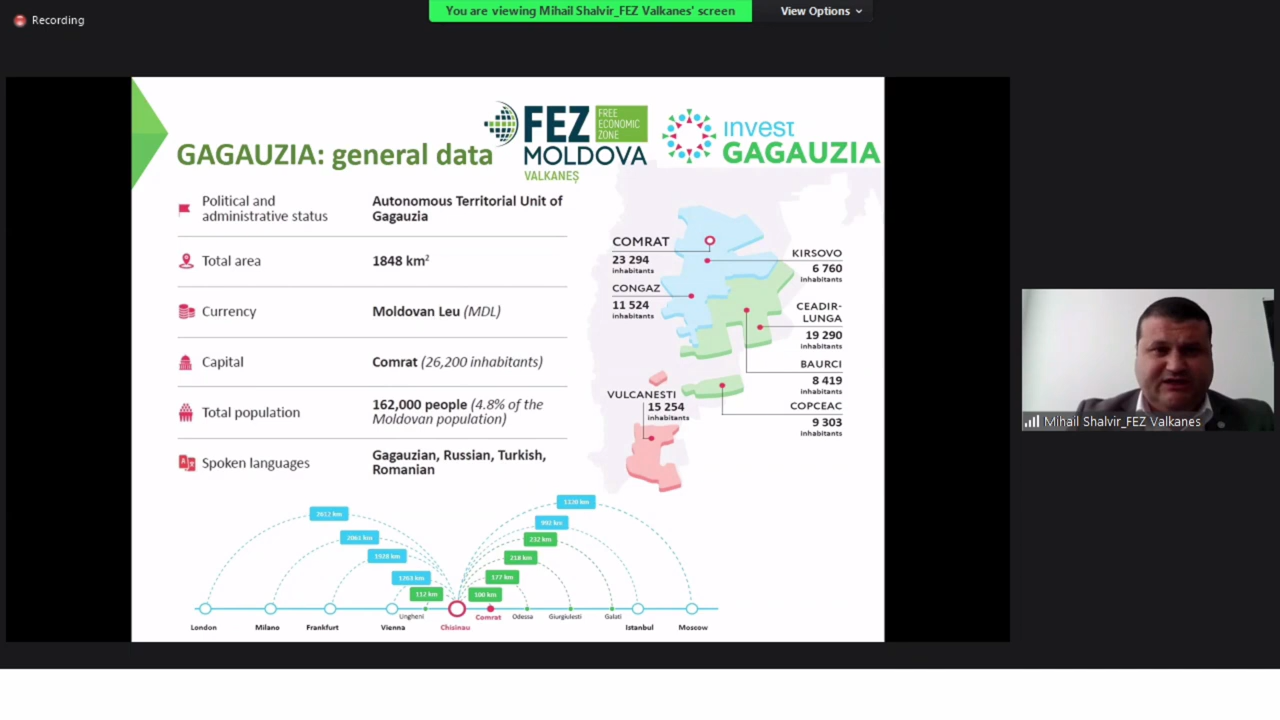 Recording
You are viewing Mihail Shalvir_FEZ Valkanes' screen
View Options
GAGAUZIA: general data
FEZ
FREE
ECONOMIC
ZONE
MOLDOVA
VALKANEȘ
invest
GAGAUZIA
Political and
administrative status
Autonomous Territorial Unit of
Gagauzia
Total area
1848 km²
Currency
Moldovan Leu (MDL)
Capital
Comrat (26,200 inhabitants)
Total population
162,000 people (4.8% of the
Moldovan population)
Spoken languages
Gagauzian, Russian, Turkish,
Romanian
COMRAT
23 294
inhabitants
CONGAZ
11 524
inhabitants
KIRSOVO
6 760
inhabitants
CEADIR-
LUNGA
19 290
inhabitants
BAURCI
8 419
inhabitants
VULCANESTI
15 254
inhabitants
COPCEAC
9 303
inhabitants
2612 km
2061 km
1928 km
1263 km
112 km
1320 km
992 km
232 km
218 km
177 km
100 km
London
Milano
Frankfurt
Vienna
Ungheni
Chisinau
Comrat
Odessa
Giurgiulesti
Galati
Istanbul
Moscow
Mihail Shalvir_FEZ Valkanes